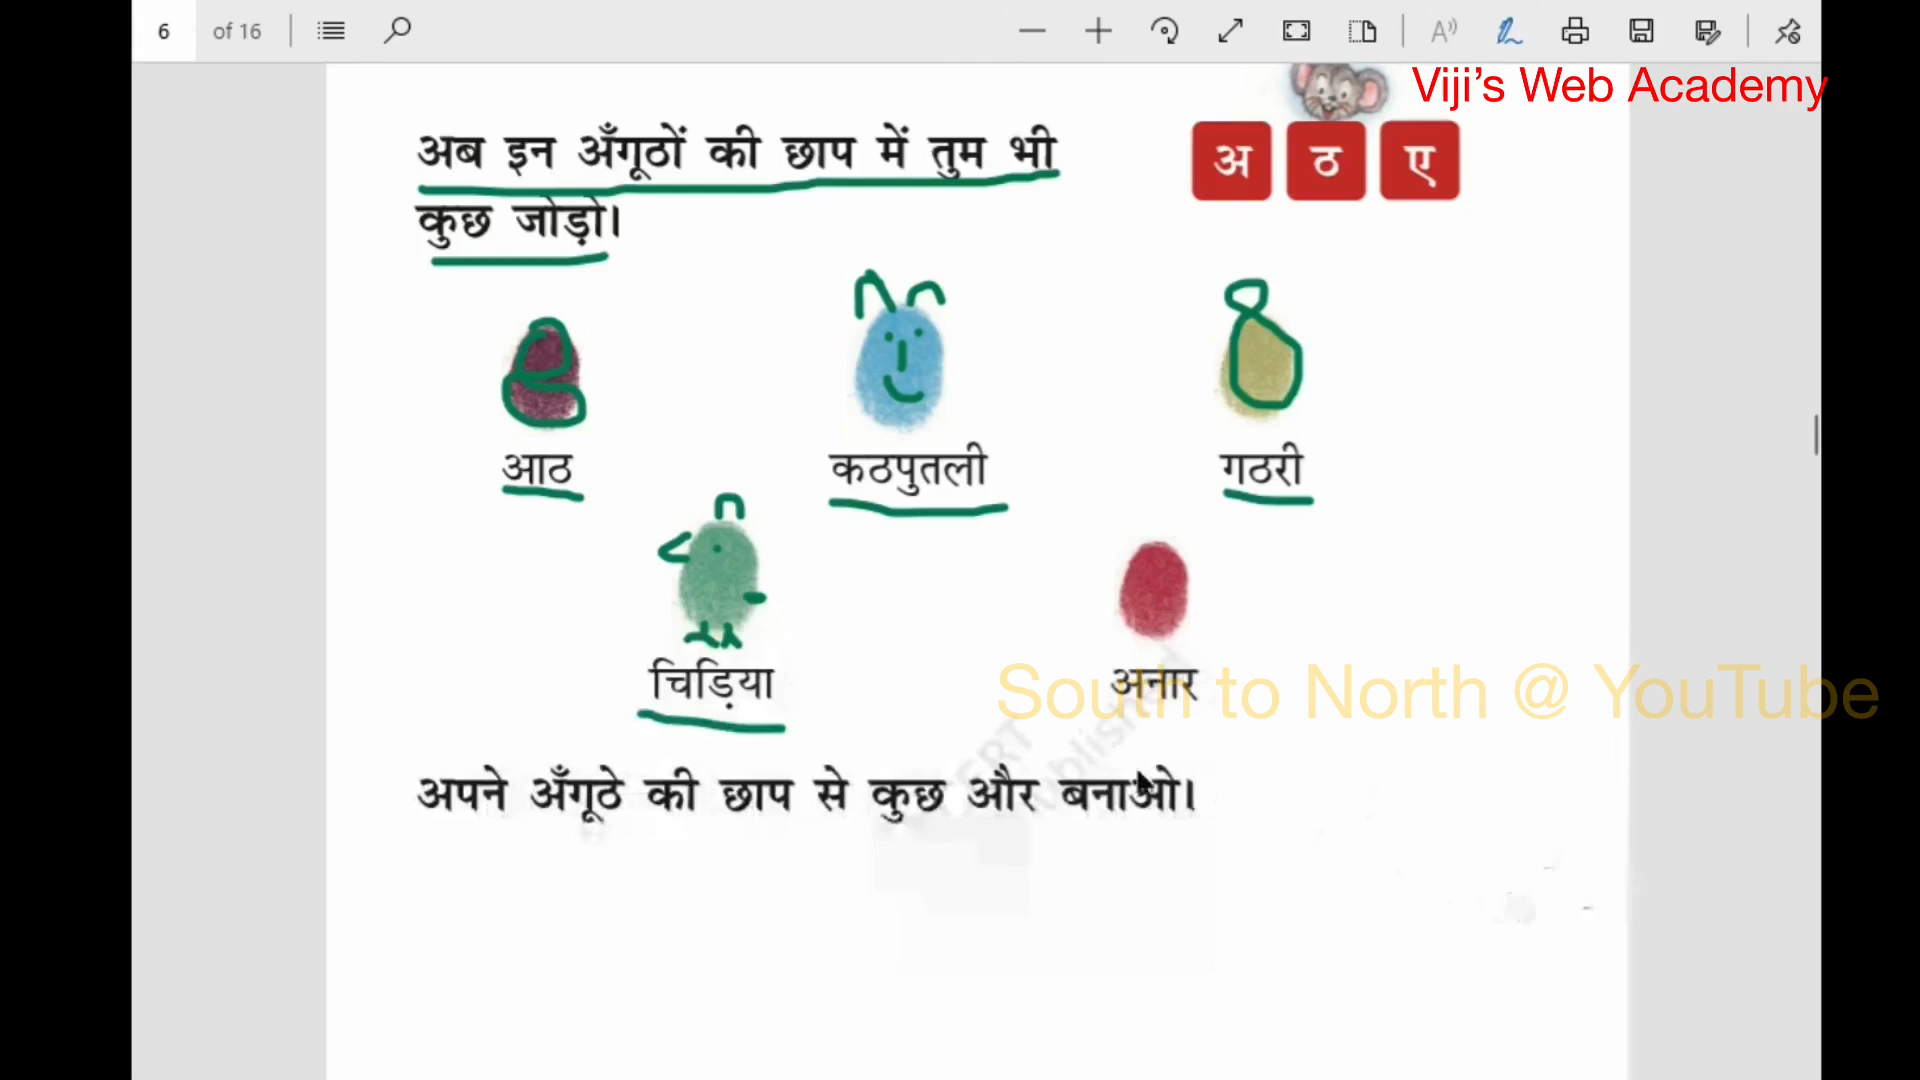 6 of 16
Viji's Web Academy
अब इन अँगूठों की छाप में तुम भी
कुछ जोड़ो।
अ ठ ए
आठ कठपुतली गठरी
चिड़िया अनार
South to North @ YouTube
अपने अँगूठे की छाप से कुछ और बनाओ।